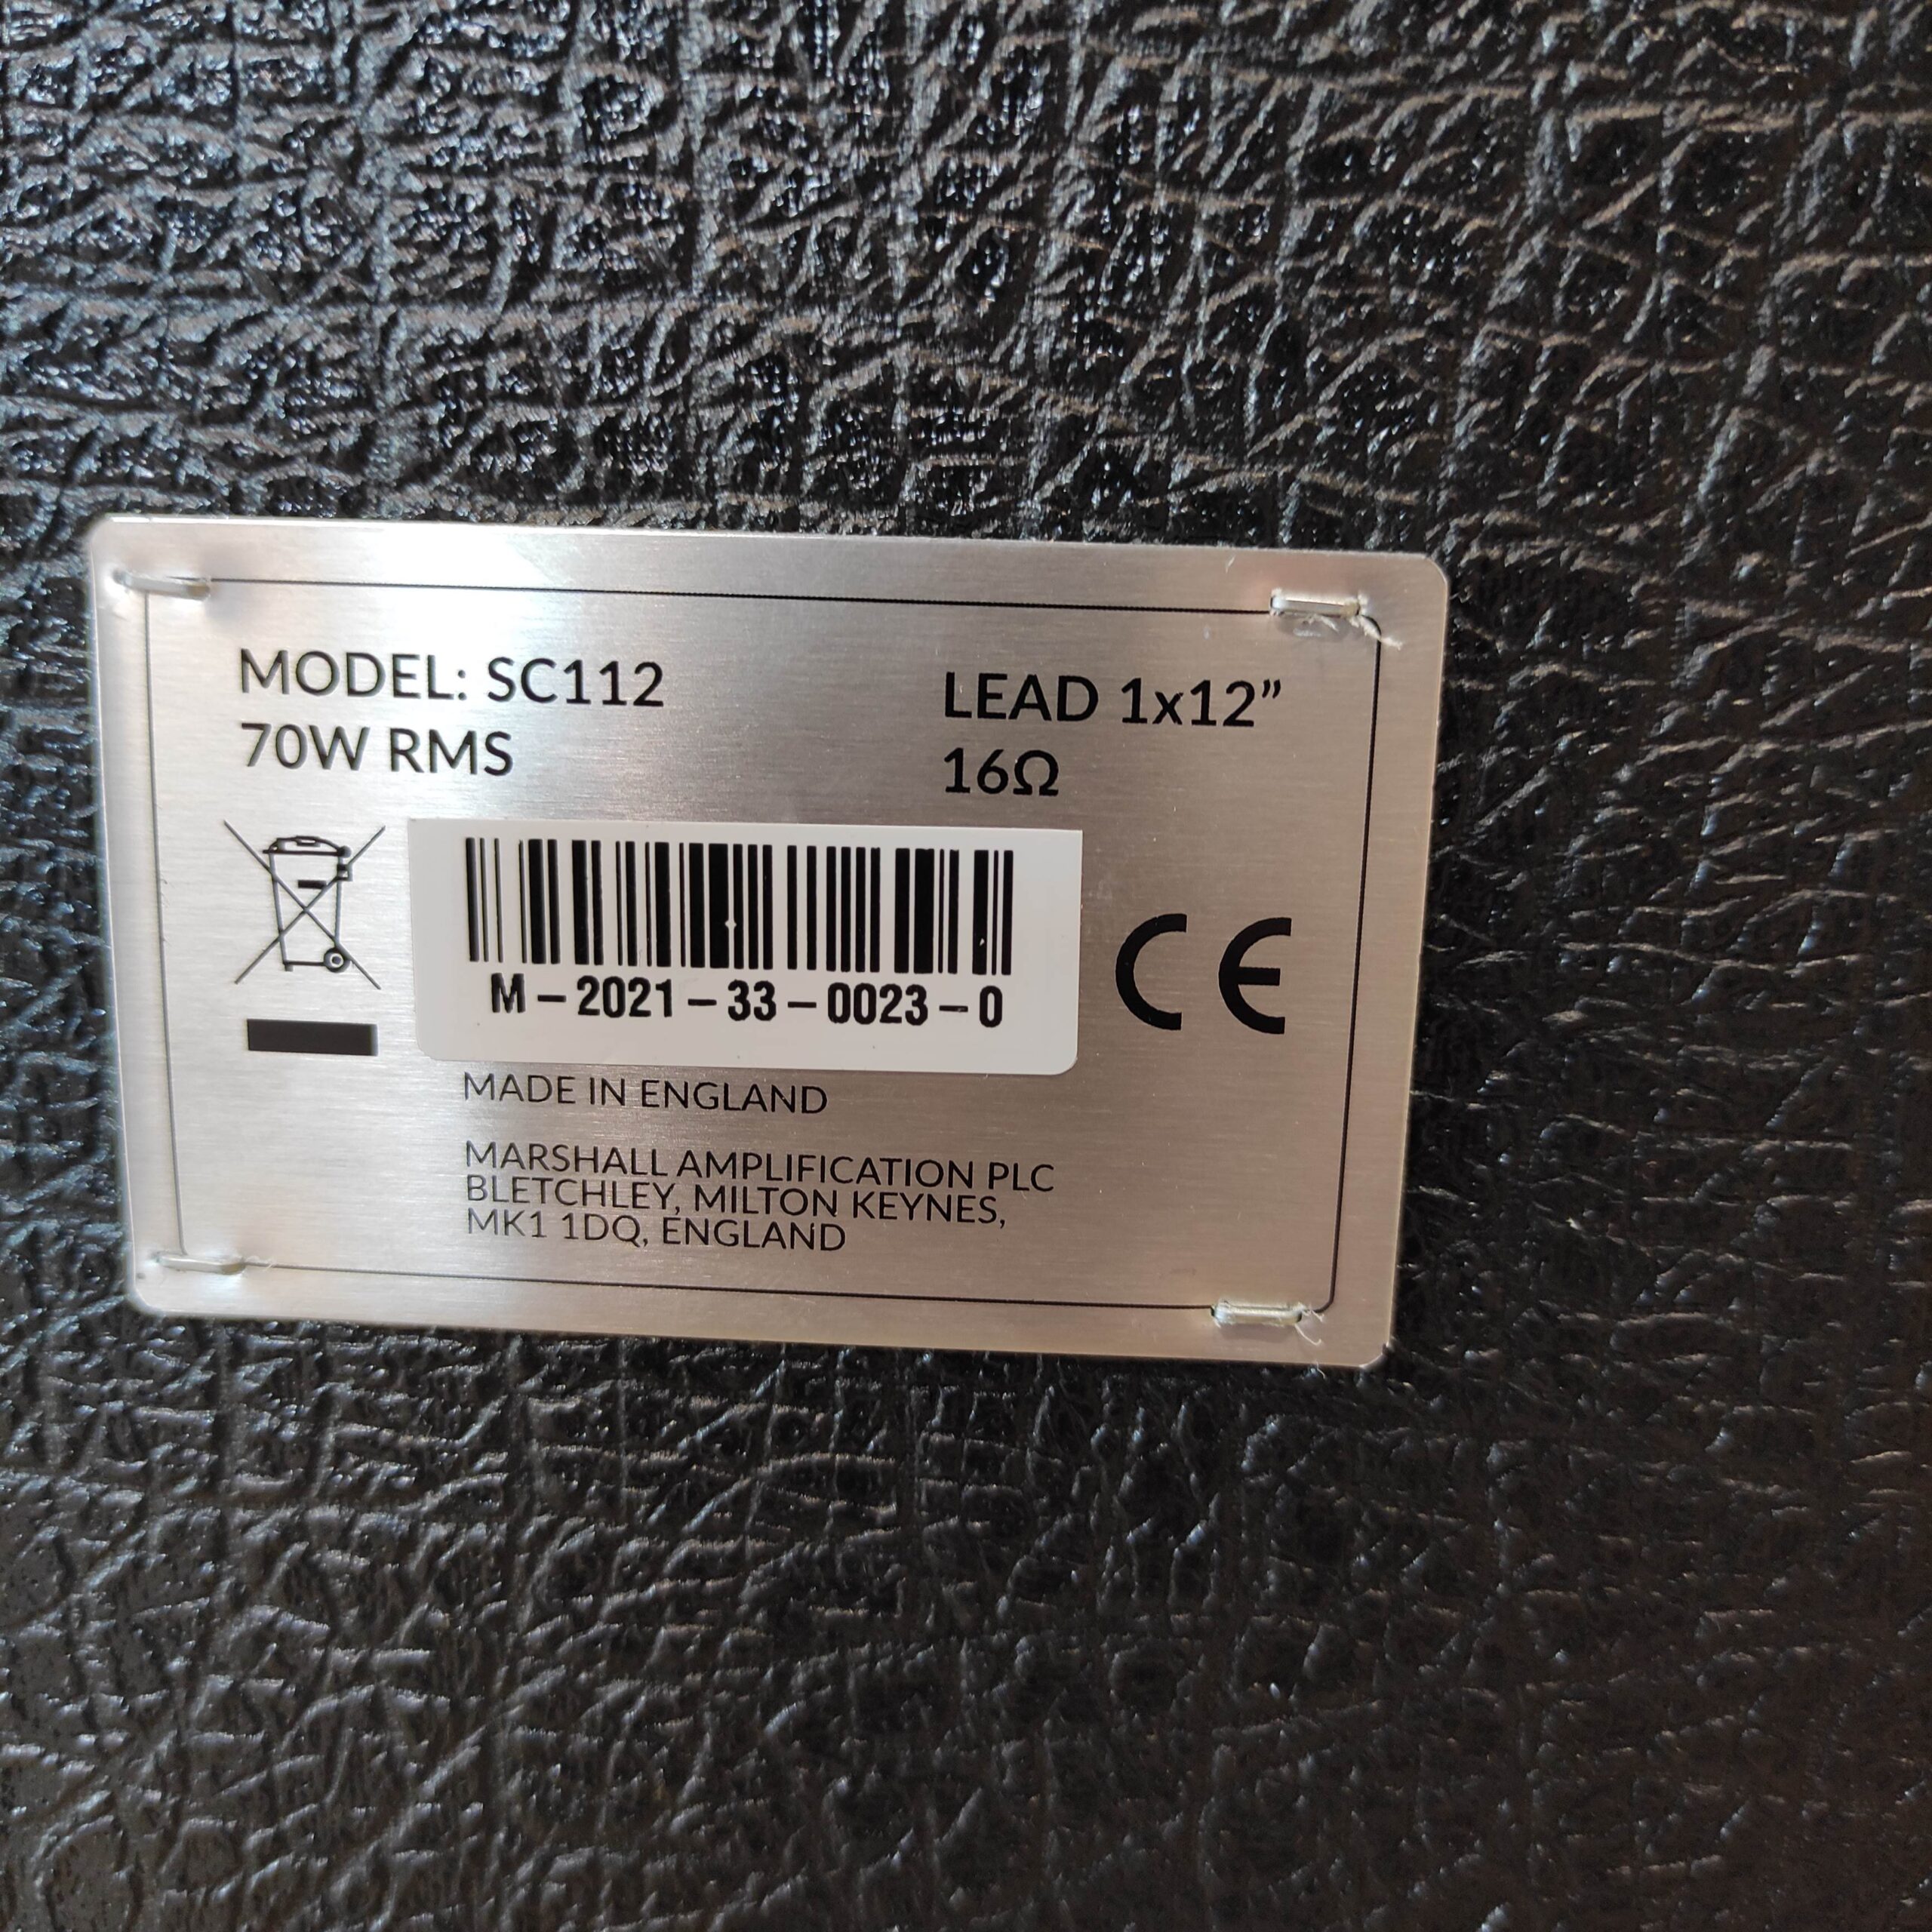 MODEL: SC112
70W RMS
LEAD 1x12”
16Ω
M-2021-33-0023-0
CE
MADE IN ENGLAND
MARSHALL AMPLIFICATION PLC
BLETCHLEY, MILTON KEYNES,
MK1 1DQ, ENGLAND